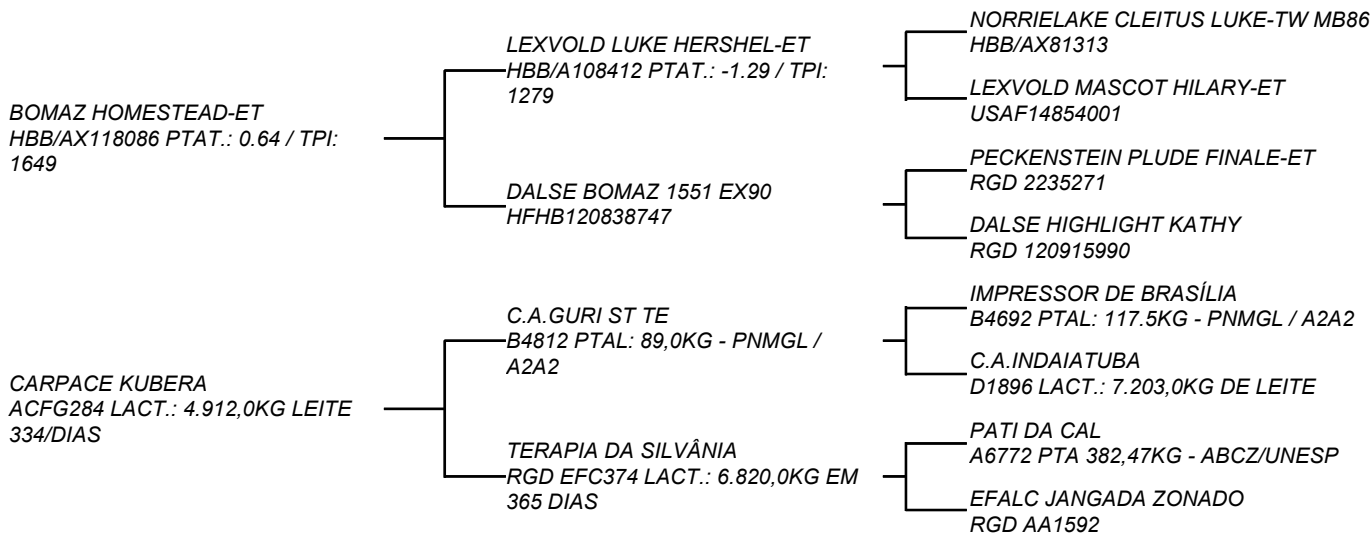 BOMAZ HOMESTEAD-ET
HBB/AX118086 PTAT.: 0.64 / TPI:
1649
CARPACE KUBERA
ACFG284 LACT.: 4.912,0KG LEITE
334/DIAS
LEXVOLD LUKE HERSHEL-ET
HBB/A108412 PTAT.: -1.29 / TPI:
1279
DALSE BOMAZ 1551 EX90
HFHB120838747
C.A.GURI ST TE
B4812 PTAL: 89,0KG - PNMGL /
A2A2
TERAPIA DA SILVÂNIA
RGD EFC374 LACT.: 6.820,0KG EM
365 DIAS
NORRIELAKE CLEITUS LUKE-TW MB86
HBB/AX81313
LEXVOLD MASCOT HILARY-ET
USAF14854001
PECKENSTEIN PLUDE FINALE-ET
RGD 2235271
DALSE HIGHLIGHT KATHY
RGD 120915990
IMPRESSOR DE BRASÍLIA
B4692 PTAL: 117.5KG - PNMGL / A2A2
C.A.INDAIATUBA
D1896 LACT.: 7.203,0KG DE LEITE
PATI DA CAL
A6772 PTA 382,47KG - ABCZ/UNESP
EFALC JANGADA ZONADO
RGD AA1592